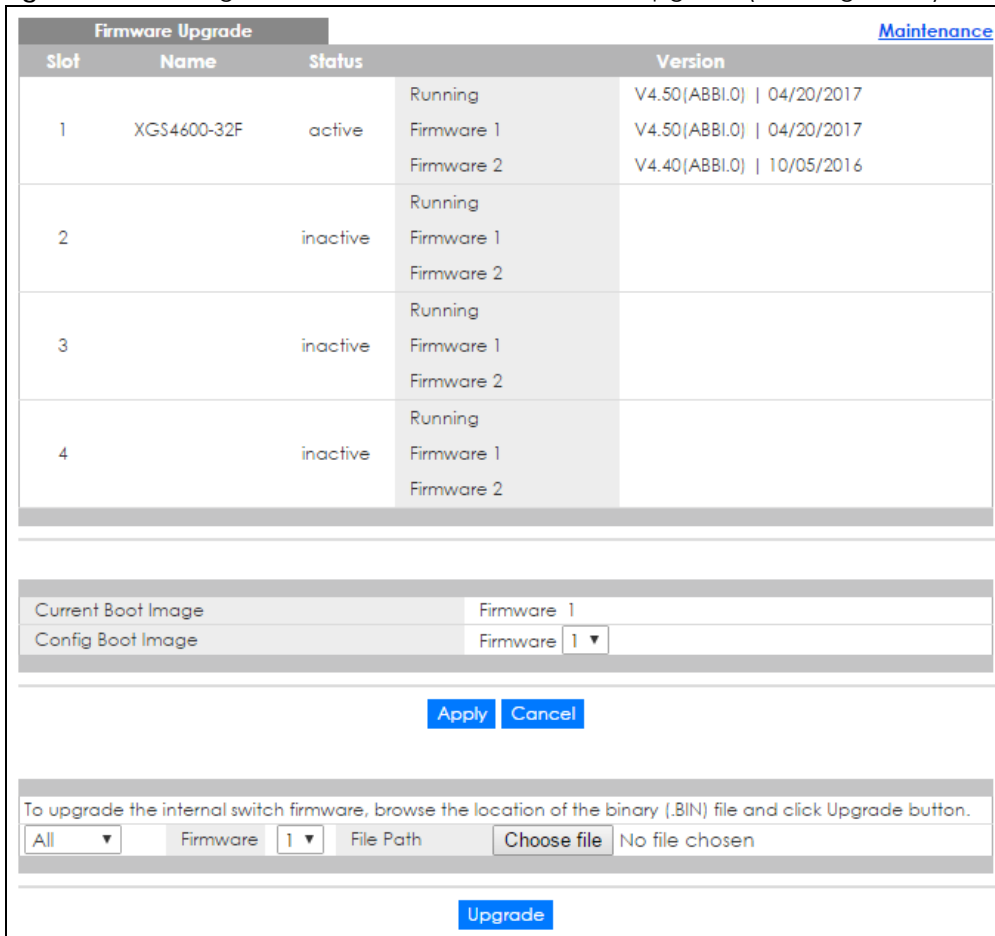 Firmware Upgrade Maintenance
Slot Name Status Version
Running V4.50(ABBI.0) | 04/20/2017
1 XGS4600-32F active Firmware 1 V4.50(ABBI.0) | 04/20/2017
Firmware 2 V4.40(ABBI.0) | 10/05/2016
Running
2 inactive Firmware 1
Firmware 2
Running
3 inactive Firmware 1
Firmware 2
Running
4 inactive Firmware 1
Firmware 2
Current Boot Image Firmware 1
Config Boot Image Firmware 1
Apply Cancel
To upgrade the internal switch firmware, browse the location of the binary (.BIN) file and click Upgrade button.
All Firmware 1 File Path Choose file No file chosen
Upgrade